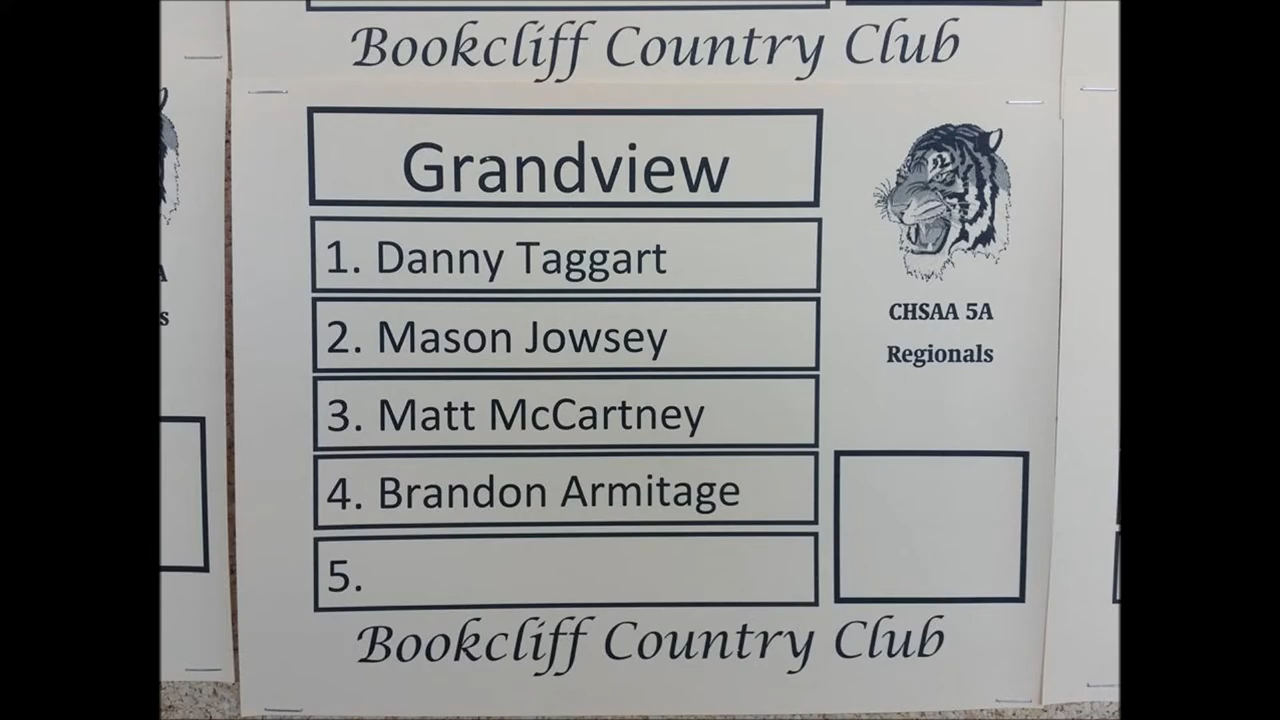 Bookcliff Country Club
Grandview
1. Danny Taggart
2. Mason Jowsey
3. Matt McCartney
4. Brandon Armitage
5.
CHSAA 5A
Regionals
Bookcliff Country Club